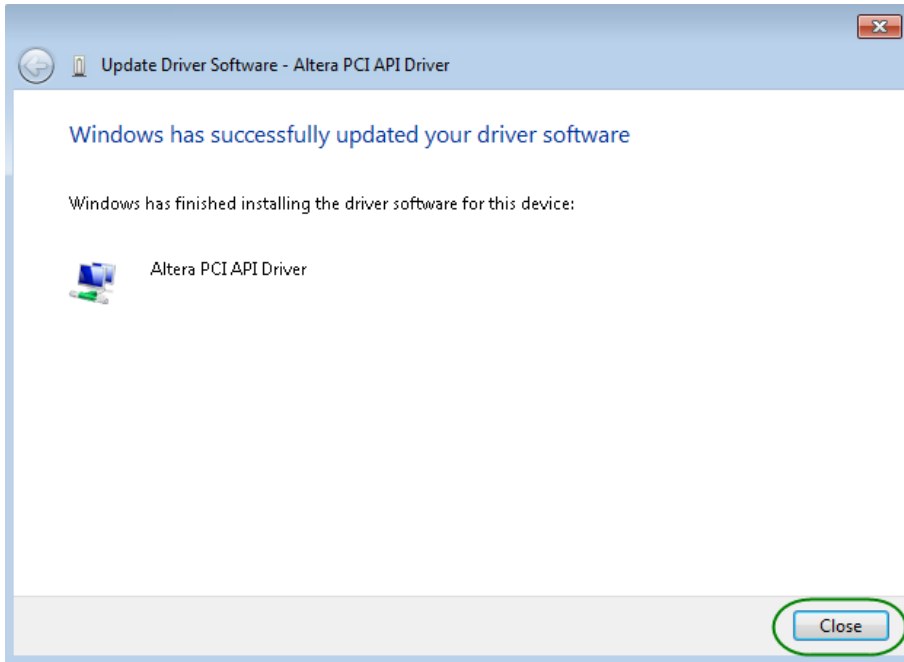 Update Driver Software - Altera PCI API Driver
Windows has successfully updated your driver software
Windows has finished installing the driver software for this device:
Altera PCI API Driver
Close